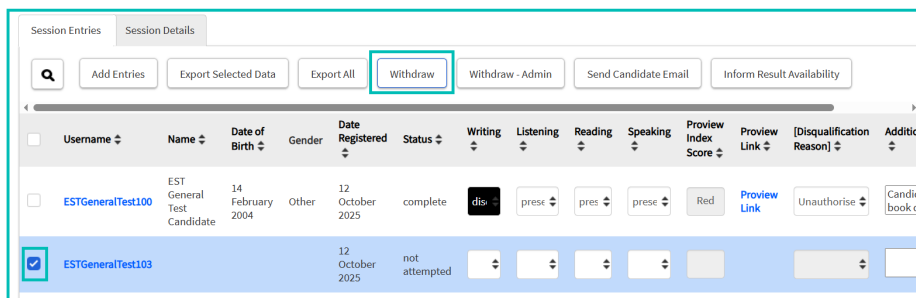 Session Entries Session Details
Add Entries Export Selected Data Export All Withdraw Withdraw - Admin Send Candidate Email Inform Result Availability
Username Name Date of Birth Gender Date Registered Status Writing Listening Reading Speaking Proview Index Score Proview Link [Disqualification Reason]
ESTGeneralTest100 EST General Test Candidate 14 February 2004 Other 12 October 2025 complete Red Proview Link Unauthorise book
ESTGeneralTest103 12 October 2025 not attempted